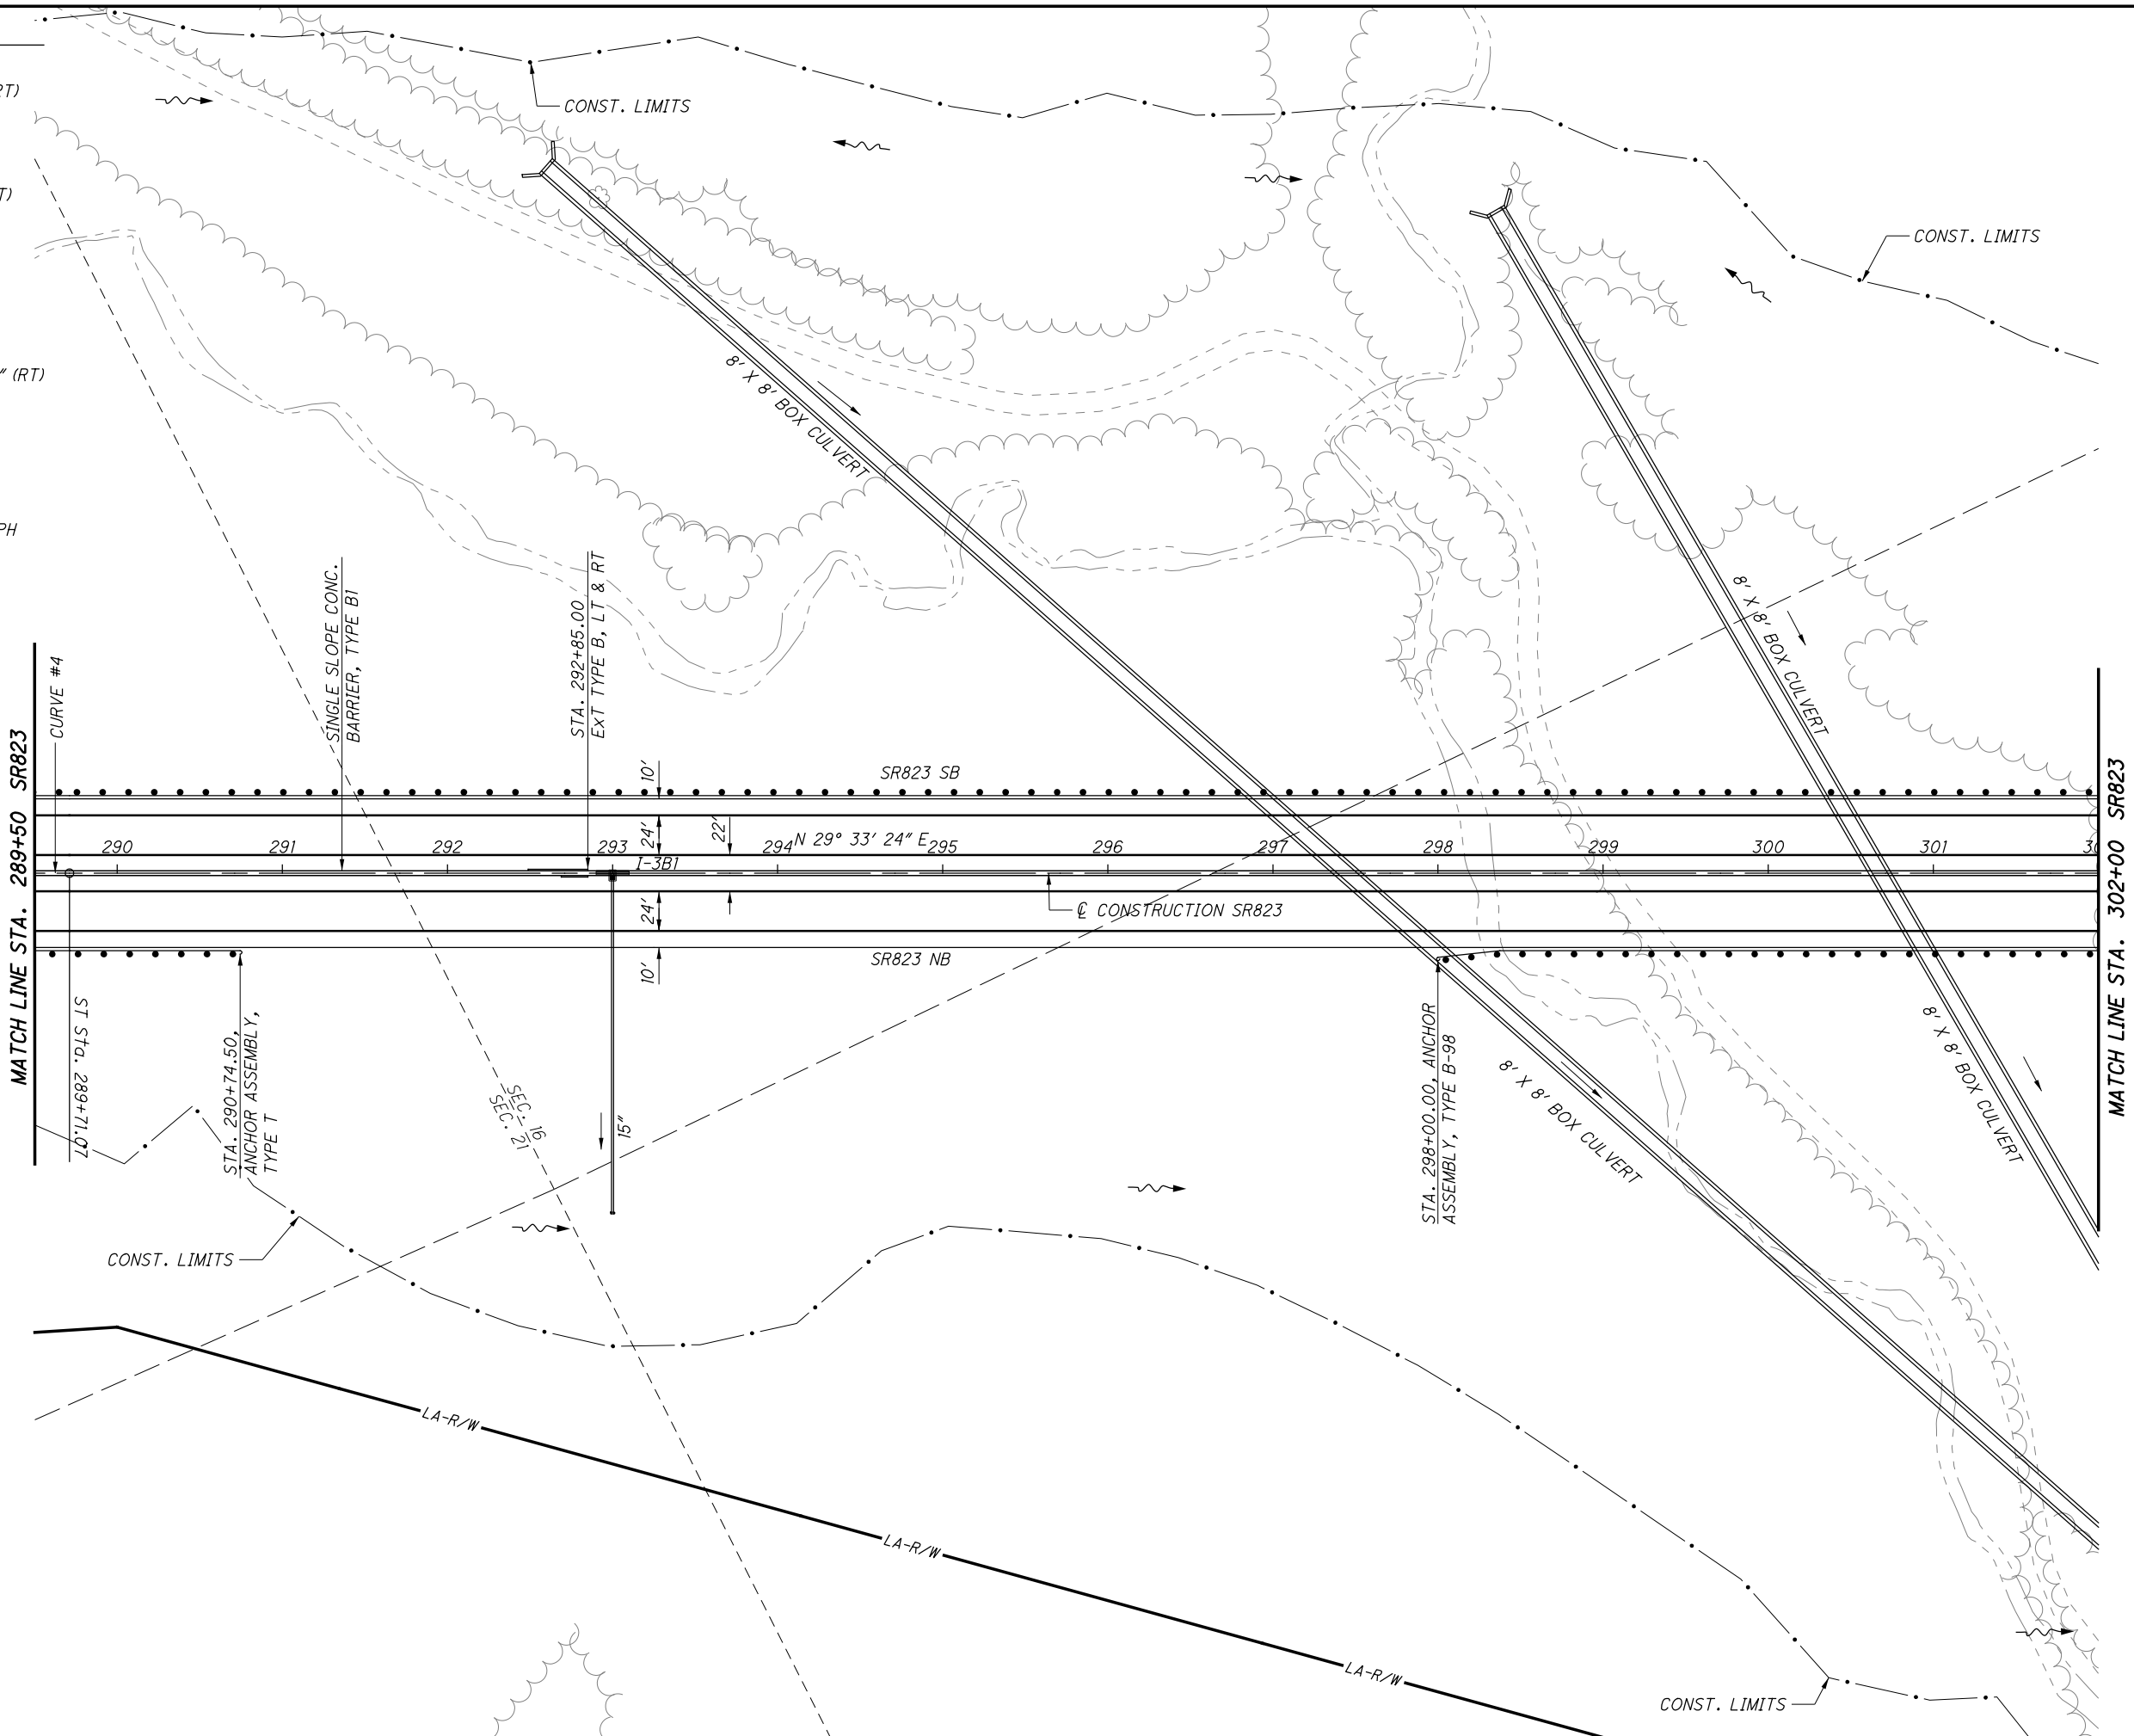 RT)
T)
" (RT)
PH
CONST. LIMITS
CONST. LIMITS
8' X 8' BOX CULVERT
8' X 8' BOX CULVERT
MATCH LINE STA. 289+50 SR823
CURVE #4
SINGLE SLOPE CONC.
BARRIER, TYPE B1
STA. 292+85.00
EXT TYPE B, LT & RT
10'
SR823 SB
24'
22'
N 29° 33' 24" E
290 291 292 293 294 295 296 297 298 299 300 301 30
I-3B1
℄ CONSTRUCTION SR823
24'
SR823 NB
10'
ST Sta. 289+71.07
STA. 290+74.50,
ANCHOR ASSEMBLY,
TYPE T
SEC. 16
SEC. 21
15"
STA. 298+00.00, ANCHOR
ASSEMBLY, TYPE B-98
8' X 8' BOX CULVERT
8' X 8' BOX CULVERT
MATCH LINE STA. 302+00 SR823
CONST. LIMITS
LA-R/W
LA-R/W
LA-R/W
CONST. LIMITS